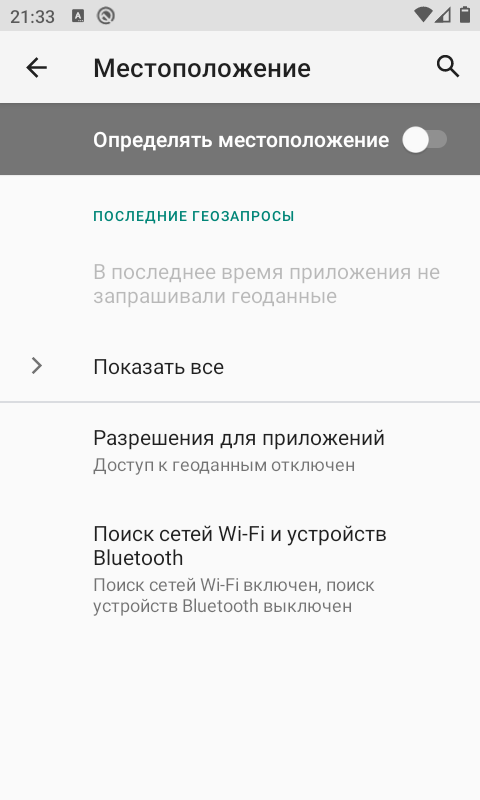 21:33
Местоположение
Определять местоположение
ПОСЛЕДНИЕ ГЕОЗАПРОСЫ
В последнее время приложения не
запрашивали геоданные
Показать все
Разрешения для приложений
Доступ к геоданным отключен
Поиск сетей Wi-Fi и устройств
Bluetooth
Поиск сетей Wi-Fi включен, поиск
устройств Bluetooth выключен